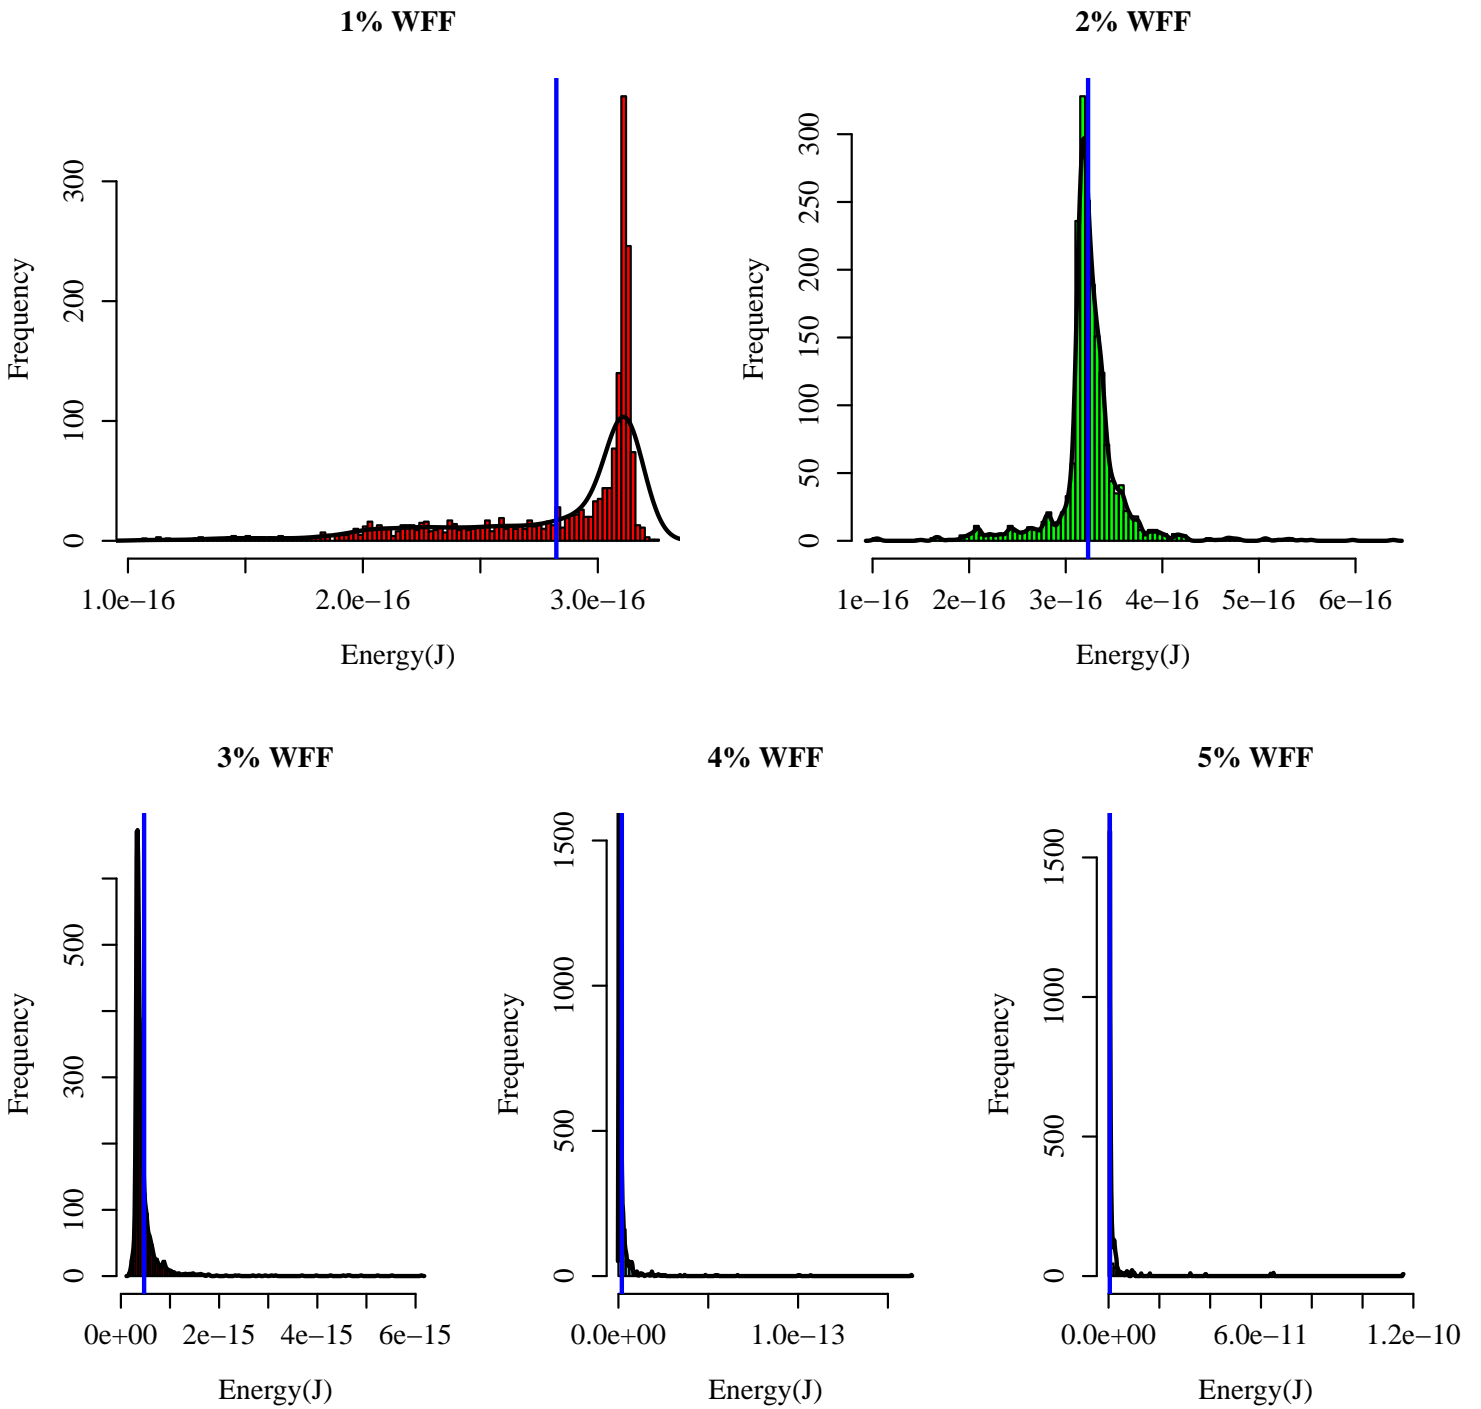 1% WFF
Frequency
0 100 200 300
1.0e−16 2.0e−16 3.0e−16
Energy(J)
2% WFF
Frequency
0 50 100 150 200 250 300
1e−16 2e−16 3e−16 4e−16 5e−16 6e−16
Energy(J)
3% WFF
Frequency
0 100 300 500
0e+00 2e−15 4e−15 6e−15
Energy(J)
4% WFF
Frequency
0 500 1000 1500
0.0e+00 1.0e−13
Energy(J)
5% WFF
Frequency
0 500 1000 1500
0.0e+00 6.0e−11 1.2e−10
Energy(J)